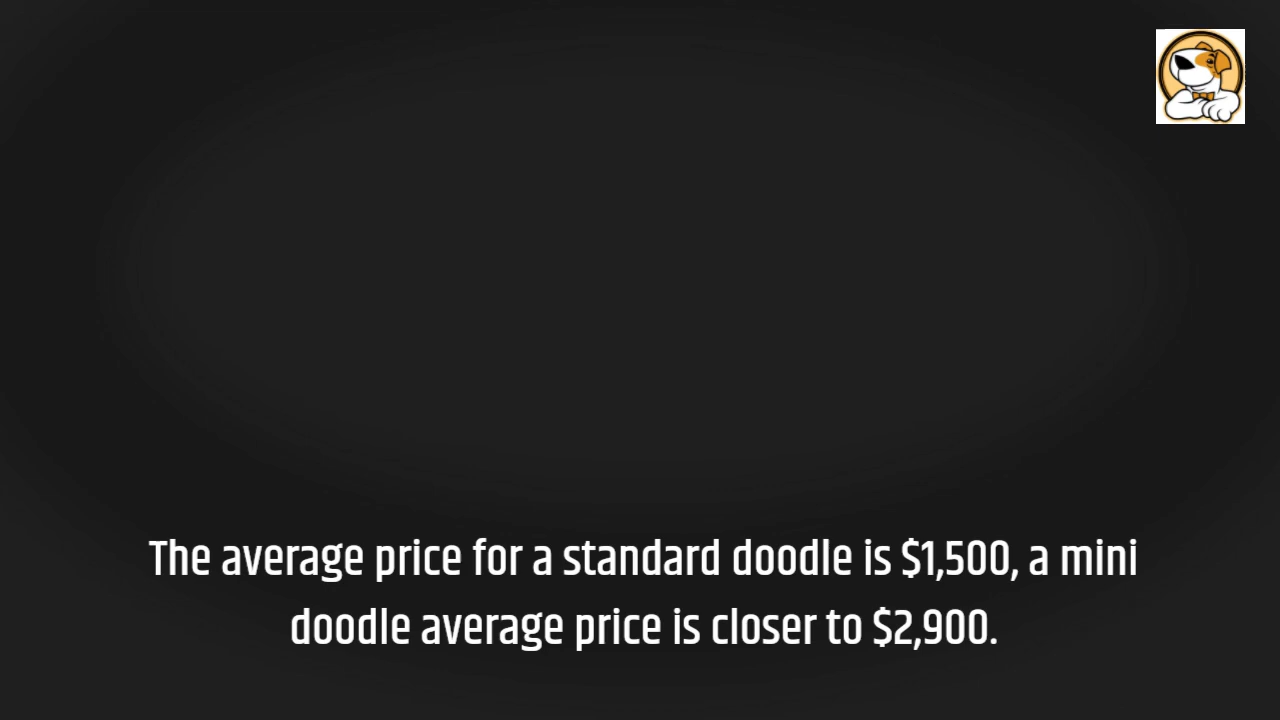 The average price for a standard doodle is $1,500, a mini
doodle average price is closer to $2,900.